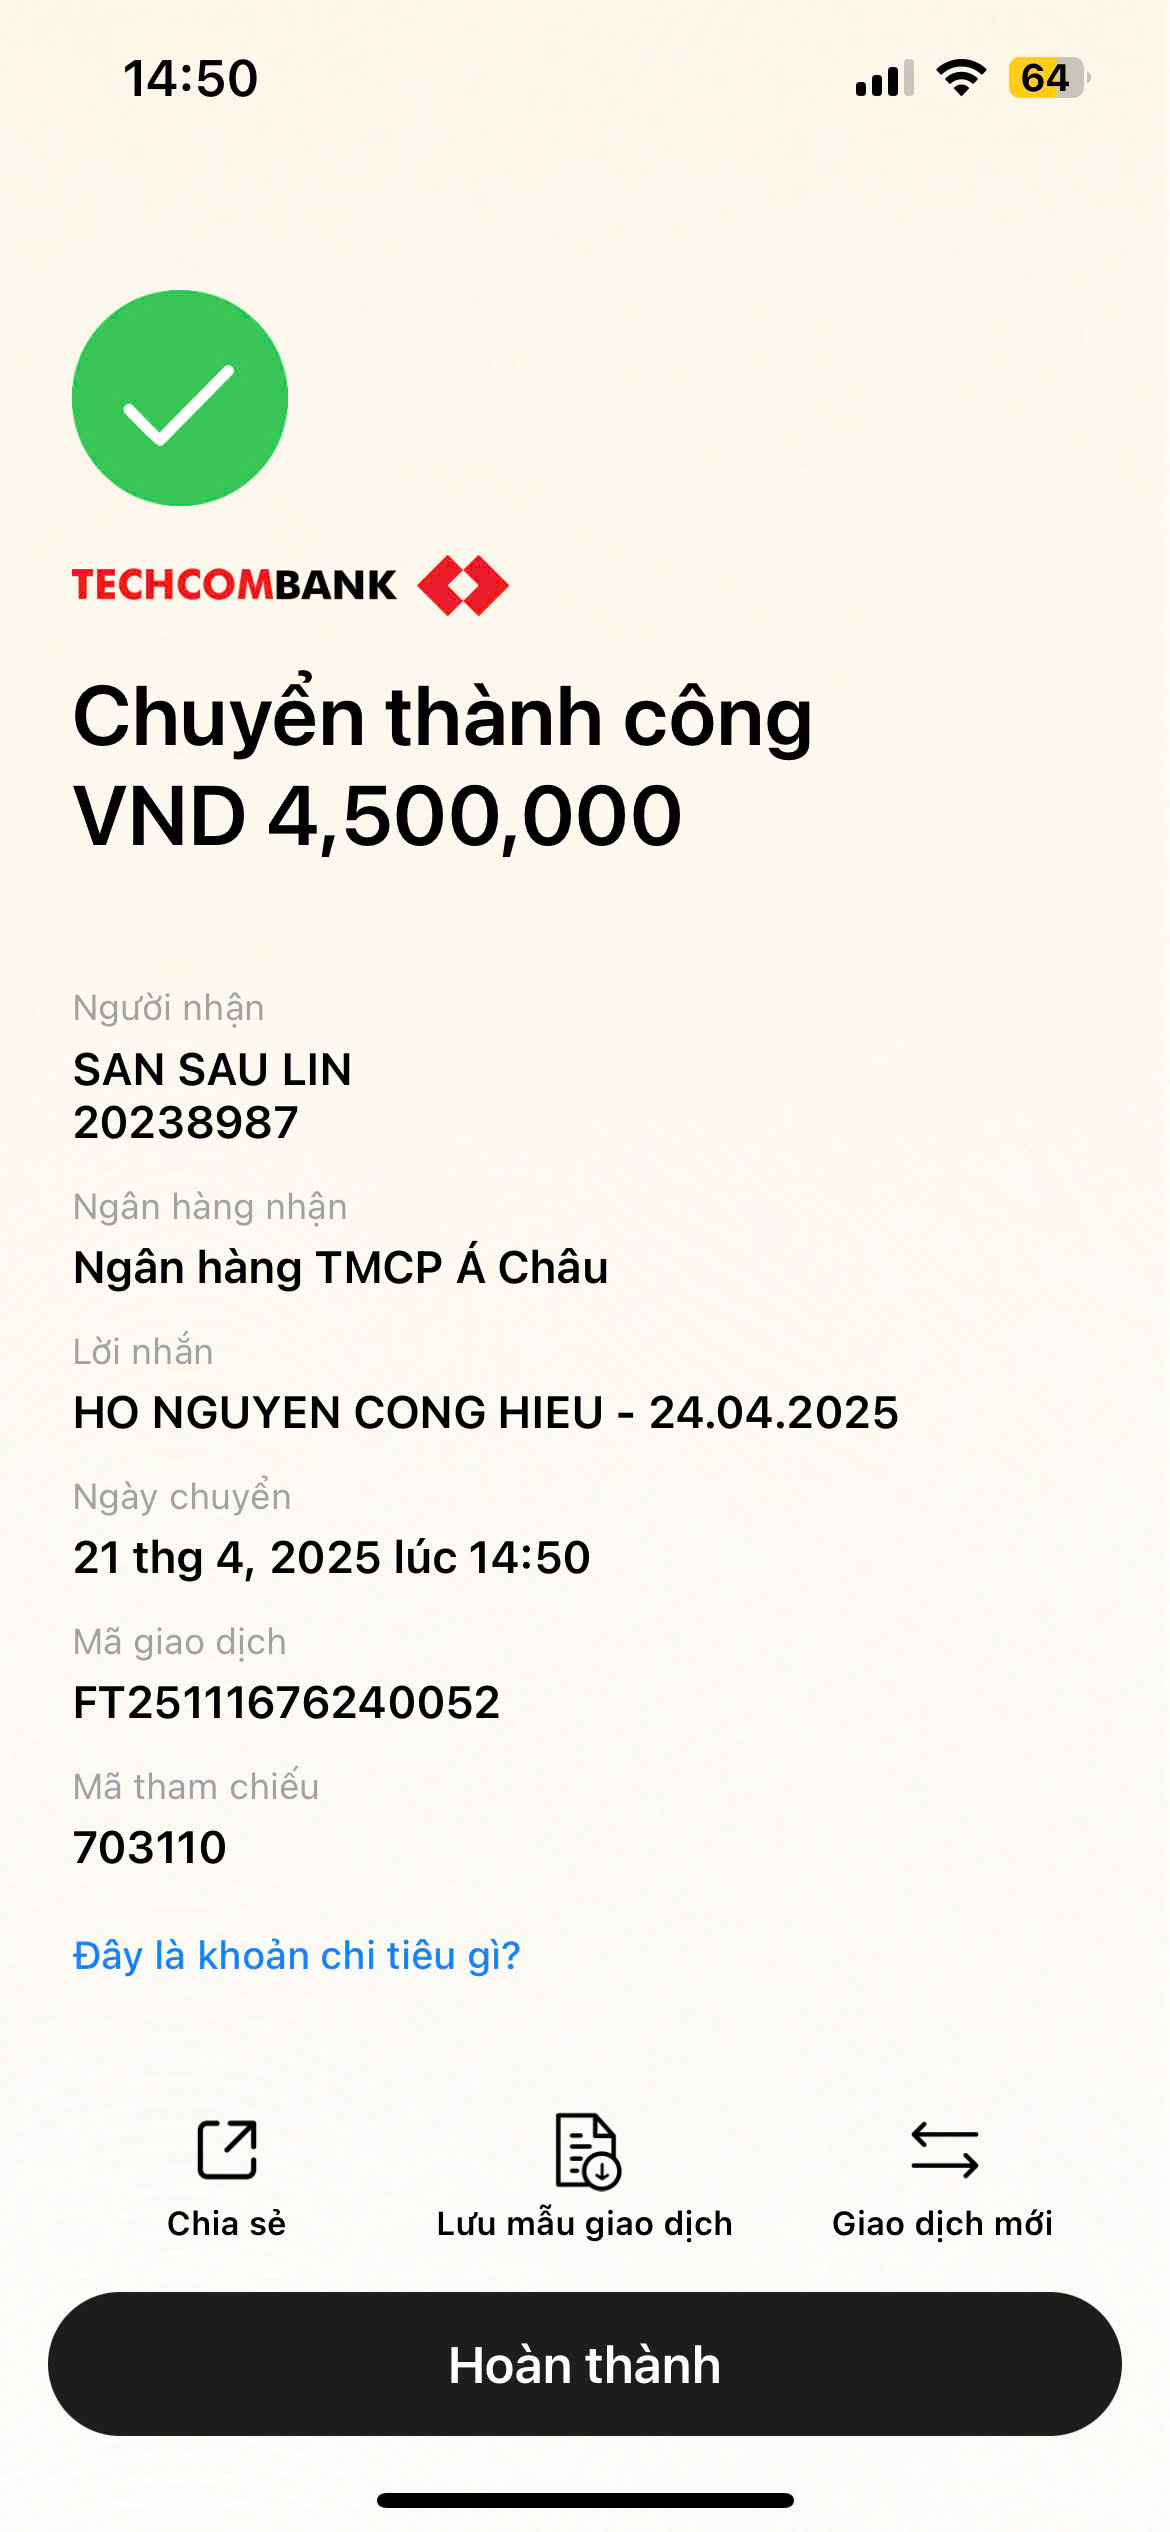 14:50
64
TECHCOMBANK
Chuyển thành công
VND 4,500,000
Người nhận
SAN SAU LIN
20238987
Ngân hàng nhận
Ngân hàng TMCP Á Châu
Lời nhắn
HO NGUYEN CONG HIEU - 24.04.2025
Ngày chuyển
21 thg 4, 2025 lúc 14:50
Mã giao dịch
FT25111676240052
Mã tham chiếu
703110
Đây là khoản chi tiêu gì?
Chia sẻ
Lưu mẫu giao dịch
Giao dịch mới
Hoàn thành